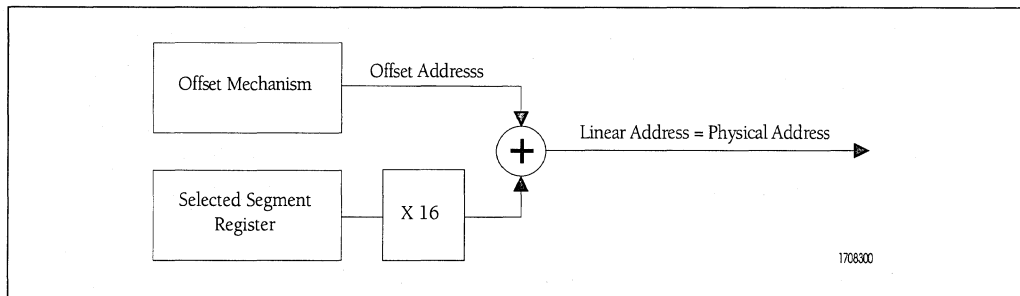 Offset Mechanism
Offset Addresss
+
Linear Address = Physical Address
Selected Segment
Register
X 16
1708300